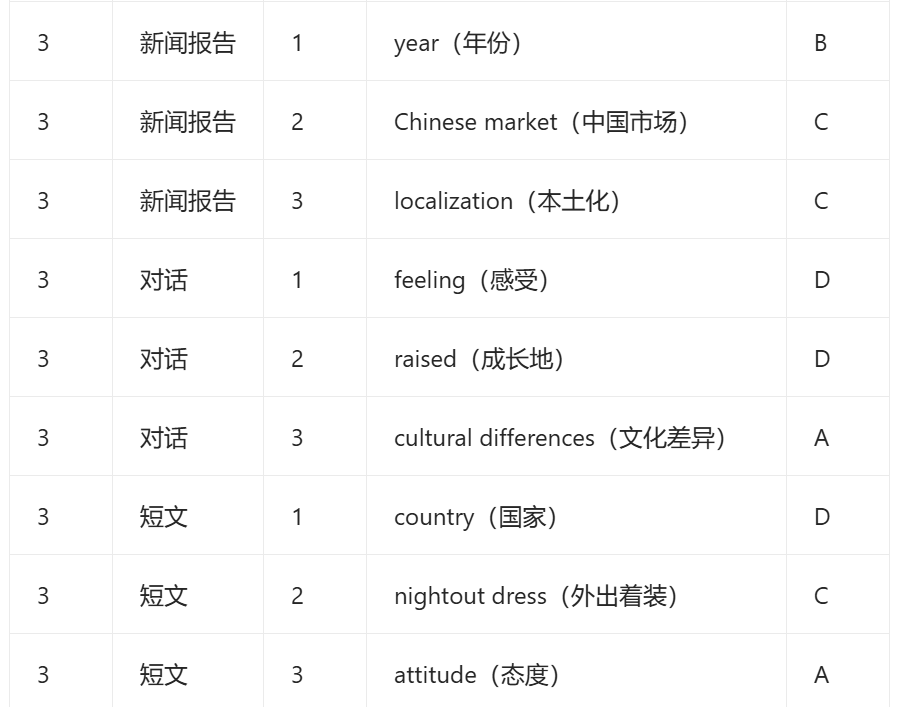 3 新闻报告 1 year（年份） B
3 新闻报告 2 Chinese market（中国市场） C
3 新闻报告 3 localization（本土化） C
3 对话 1 feeling（感受） D
3 对话 2 raised（成长地） D
3 对话 3 cultural differences（文化差异） A
3 短文 1 country（国家） D
3 短文 2 nightout dress（外出着装） C
3 短文 3 attitude（态度） A